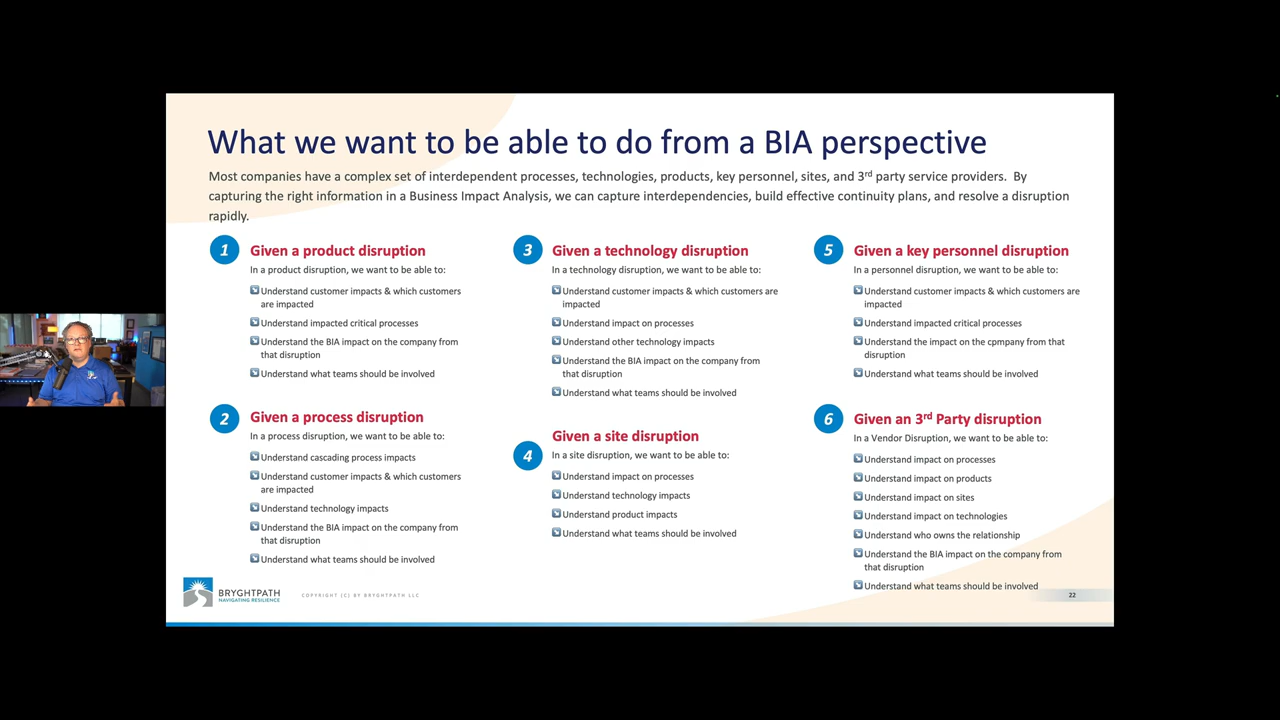 What we want to be able to do from a BIA perspective
Most companies have a complex set of interdependent processes, technologies, products, key personnel, sites, and 3rd party service providers. By
capturing the right information in a Business Impact Analysis, we can capture interdependencies, build effective continuity plans, and resolve a disruption
rapidly.
1
Given a product disruption
In a product disruption, we want to be able to:
Understand customer impacts & which customers
are impacted
Understand impacted critical processes
Understand the BIA impact on the company from
that disruption
Understand what teams should be involved
2
Given a process disruption
In a process disruption, we want to be able to:
Understand cascading process impacts
Understand customer impacts & which customers
are impacted
Understand technology impacts
Understand the BIA impact on the company from
that disruption
Understand what teams should be involved
3
Given a technology disruption
In a technology disruption, we want to be able to:
Understand customer impacts & which customers are
impacted
Understand impact on processes
Understand other technology impacts
Understand the BIA impact on the company from
that disruption
Understand what teams should be involved
4
Given a site disruption
In a site disruption, we want to be able to:
Understand impact on processes
Understand technology impacts
Understand product impacts
Understand what teams should be involved
5
Given a key personnel disruption
In a personnel disruption, we want to be able to:
Understand customer impacts & which customers are
impacted
Understand impacted critical processes
Understand the impact on the cpmpany from that
disruption
Understand what teams should be involved
6
Given an 3rd Party disruption
In a Vendor Disruption, we want to be able to:
Understand impact on processes
Understand impact on products
Understand impact on sites
Understand impact on technologies
Understand who owns the relationship
Understand the BIA impact on the company from
that disruption
Understand what teams should be involved
BRYGHTPATH
NAVIGATING RESILIENCE
COPYRIGHT (C) BY BRYGHTPATH LLC
22